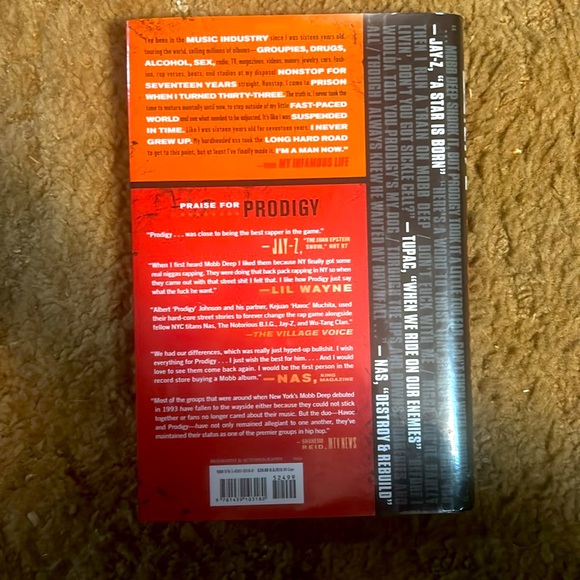 "I've been in the MUSIC INDUSTRY since I was sixteen years old,
touring the world, selling millions of albums—GROUPIES, DRUGS,
ALCOHOL, SEX, radio, TV, magazines, videos, money, jewelry, cars, fash-
ion, rap verses, beats, and studios at my disposal NONSTOP FOR
SEVENTEEN YEARS straight. Nonstop. I came to PRISON
WHEN I TURNED THIRTY-THREE. The truth is, I never took the
time to mature mentally until now, to step outside of my little FAST-PACED
WORLD and see what needed to be adjusted. It's like I was SUSPENDED
IN TIME. Like I was sixteen years old for seventeen years; I NEVER
GREW UP. My hardheaded ass took the LONG HARD ROAD
to get to this point, but at least I've finally made it. I'M A MAN NOW."
—from MY INFAMOUS LIFE
PRAISE FOR PRODIGY
"Prodigy . . . was close to being the best rapper in the game."
—JAY-Z, "THE JUAN EPSTEIN
SHOW," HOT 97
"When I first heard Mobb Deep I liked them because NY finally got some
real niggas rapping. They were doing that back pack rapping in NY so when
they came out with that street shit I felt it. I like how Prodigy just say
what the fuck he want."
—LIL WAYNE
"Albert 'Prodigy' Johnson and his partner, Kejuan 'Havoc' Muchita, used
their hard-core street stories to forever change the rap game alongside
fellow NYC titans Nas, The Notorious B.I.G., Jay-Z, and Wu-Tang Clan."
—THE VILLAGE VOICE
"We had our differences, which was really just hyped-up bullshit. I wish
everything for Prodigy . . . I just wish the best for him. . . . And I would
love to see them come back again. I would be the first person in the
record store buying a Mobb album."
—NAS, KING
MAGAZINE
"Most of the groups that were around when New York's Mobb Deep debuted
in 1993 have fallen to the wayside either because they could not stick
together or fans no longer cared about their music. But the duo—Havoc
and Prodigy—have not only remained allegiant to one another, they've
maintained their status as one of the premier groups in hip hop."
—SHAHEEM
REID, MTV NEWS
52499
9 781439 103180
—JAY-Z, "A STAR IS BORN"
—TUPAC, "WHEN WE RIDE ON OUR ENEMIES"
—NAS, "DESTROY & REBUILD"